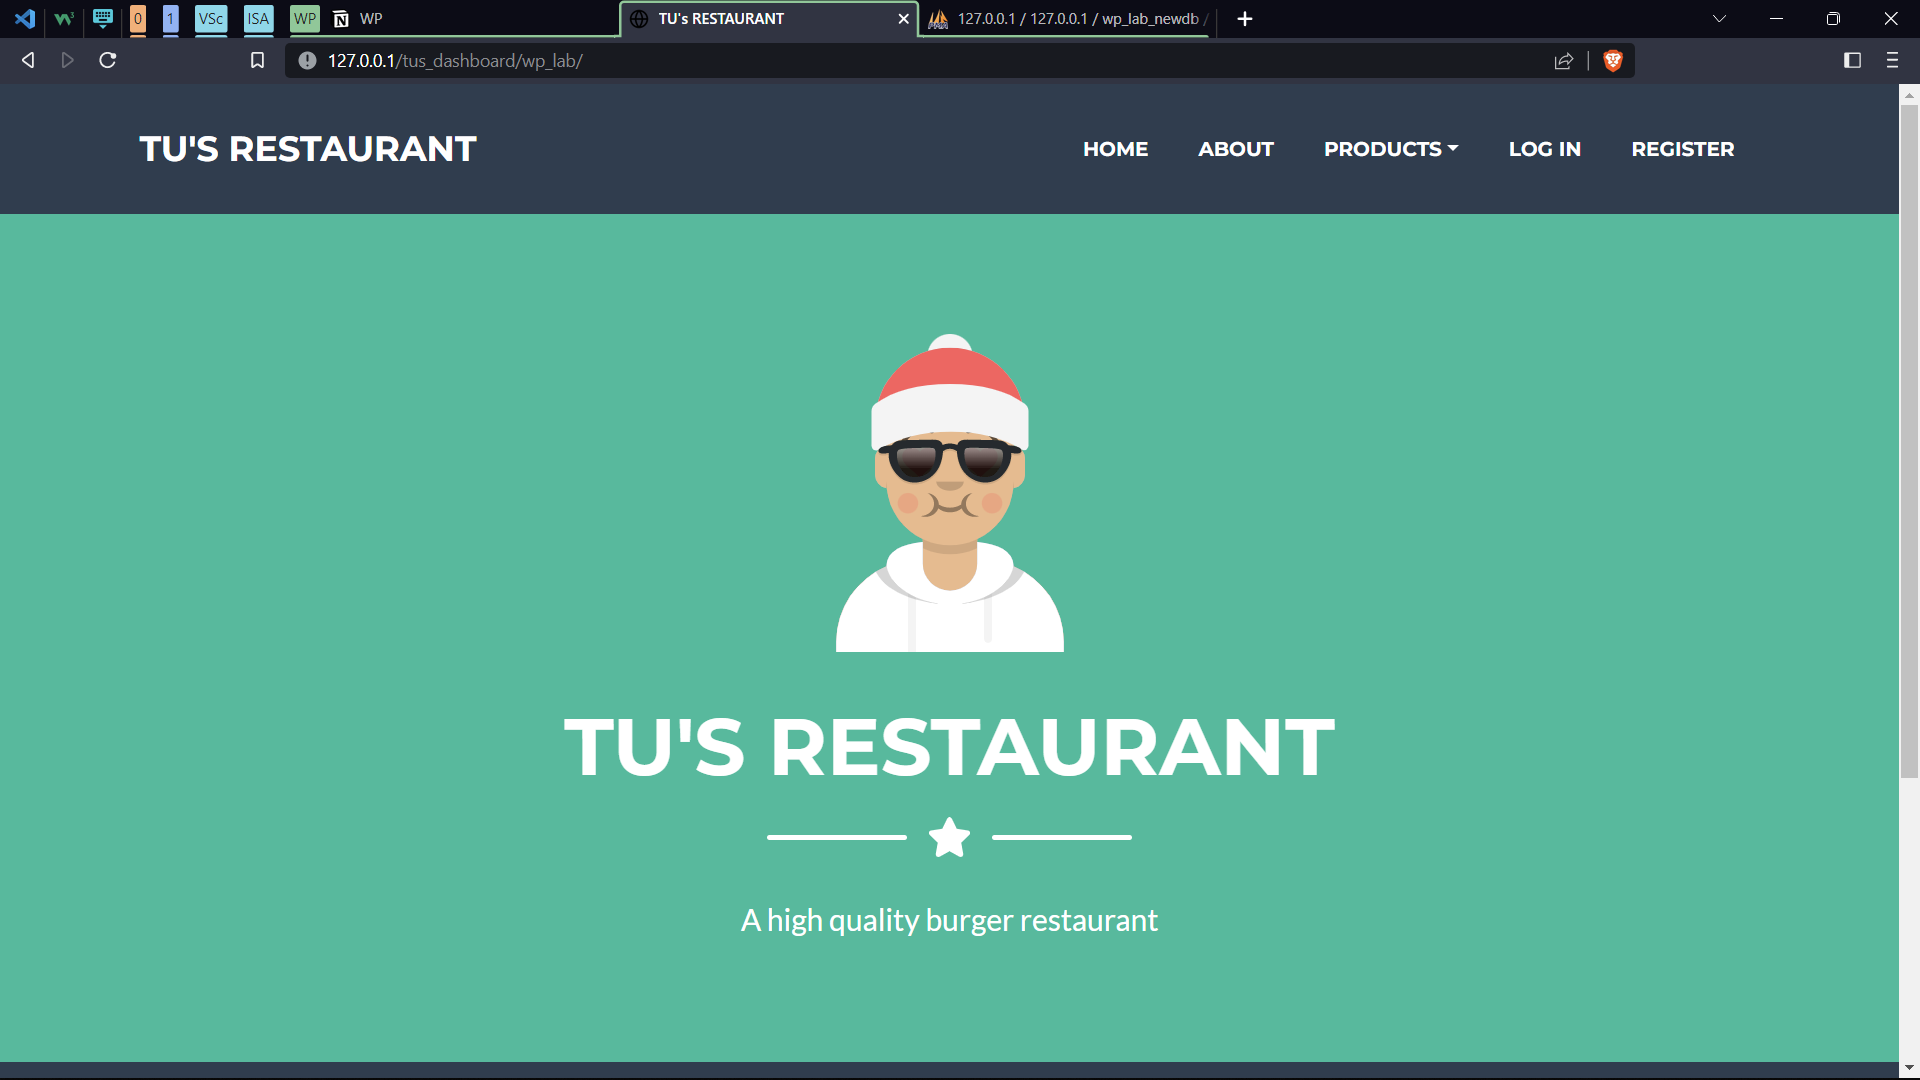 0 1 VSc ISA WP WP TU's RESTAURANT 127.0.0.1 / 127.0.0.1 / wp_lab_newdb /
127.0.0.1/tus_dashboard/wp_lab/
TU'S RESTAURANT HOME ABOUT PRODUCTS LOG IN REGISTER
TU'S RESTAURANT
A high quality burger restaurant